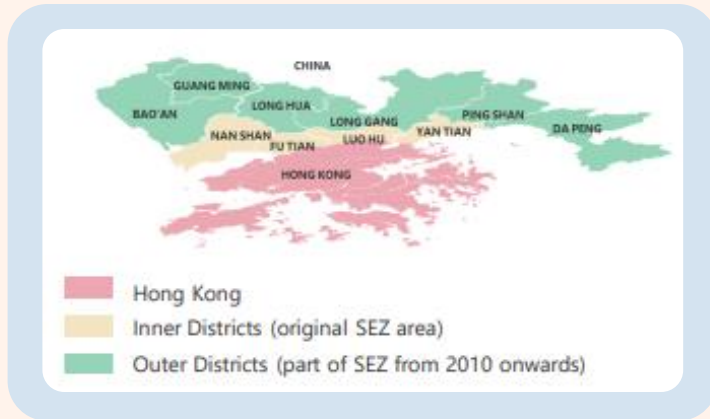 CHINA
GUANG MING
BAO'AN
LONG HUA
LONG GANG
PING SHAN
DA PENG
NAN SHAN
FU TIAN
LUO HU
YAN TIAN
HONG KONG
Hong Kong
Inner Districts (original SEZ area)
Outer Districts (part of SEZ from 2010 onwards)